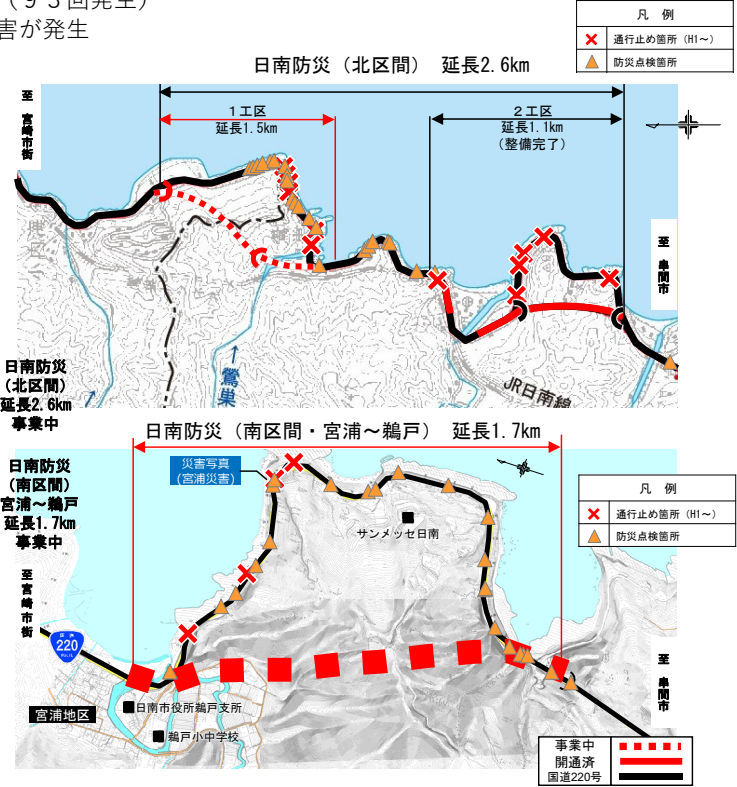 （９５回発生）
害が発生
凡 例
通行止め箇所（H1～）
防災点検箇所
日南防災（北区間） 延長2.6km
至 宮崎市街
１工区
延長1.5km
２工区
延長1.1km
(整備完了)
至 串間市
小内海
鶯巣
JR日南線
日南防災
(北区間)
延長2.6km
事業中
日南防災（南区間・宮浦～鵜戸） 延長1.7km
日南防災
(南区間)
宮浦～鵜戸
延長1.7km
事業中
災害写真
(宮浦災害)
凡 例
通行止め箇所（H1～）
防災点検箇所
サンメッセ日南
至 宮崎市街
220
至 串間市
宮浦地区
日南市役所鵜戸支所
鵜戸小中学校
事業中
開通済
国道220号